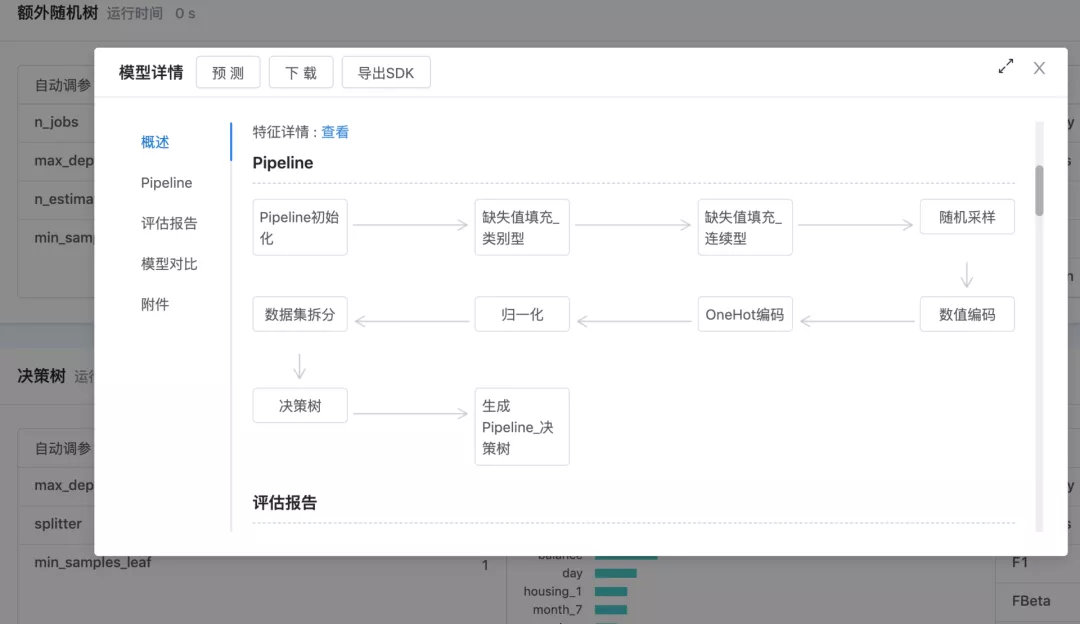 额外随机树 运行时间 0 s
自动调参
n_jobs
max_dep
n_estima
min_sam
决策树 运行
自动调参
max_dep
splitter
min_samples_leaf
1
模型详情 预 测 下 载 导出SDK
概述
Pipeline
评估报告
模型对比
附件
特征详情 : 查看
Pipeline
Pipeline初始
化
缺失值填充_
类别型
缺失值填充_
连续型
随机采样
数据集拆分
归一化
OneHot编码
数值编码
决策树
生成
Pipeline_决
策树
评估报告
balance
day
housing_1
month_7
F1
FBeta